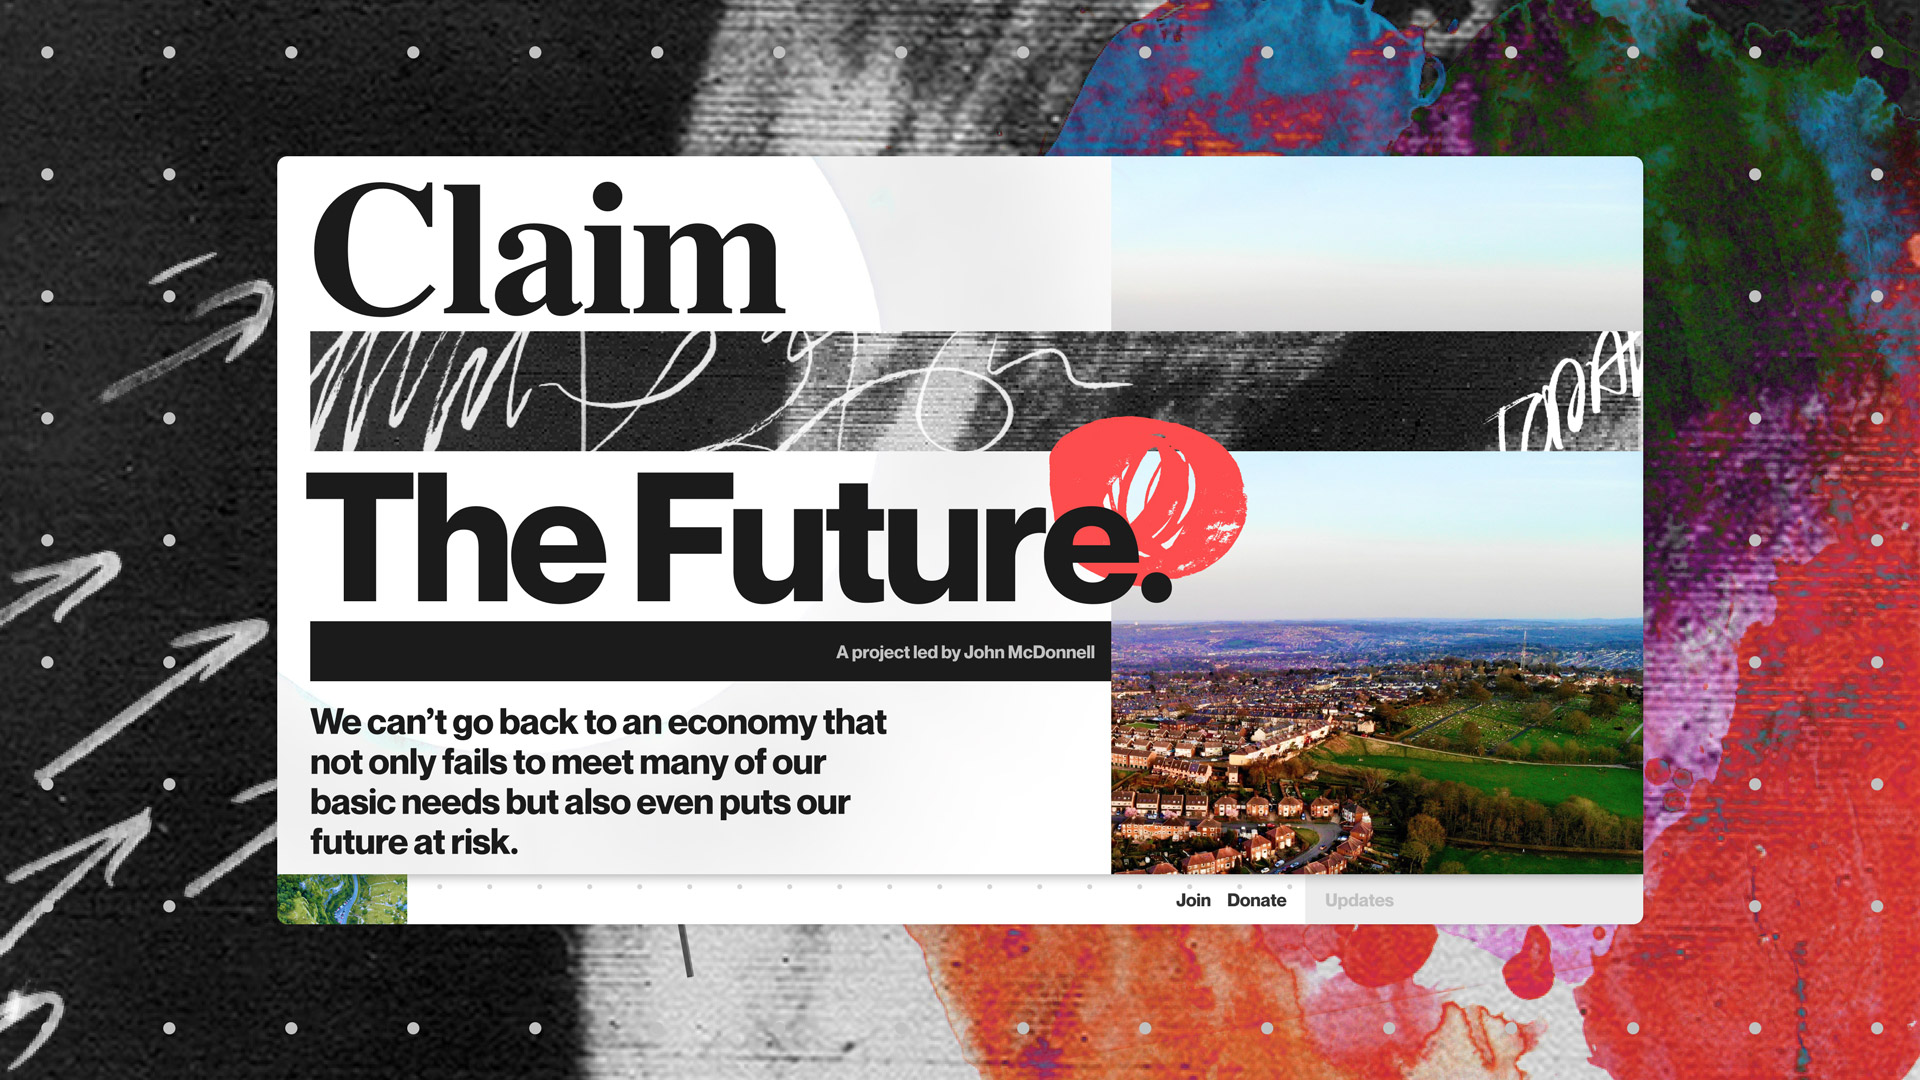 Claim
The Future.
A project led by John McDonnell
We can’t go back to an economy that
not only fails to meet many of our
basic needs but also even puts our
future at risk.
Join Donate Updates